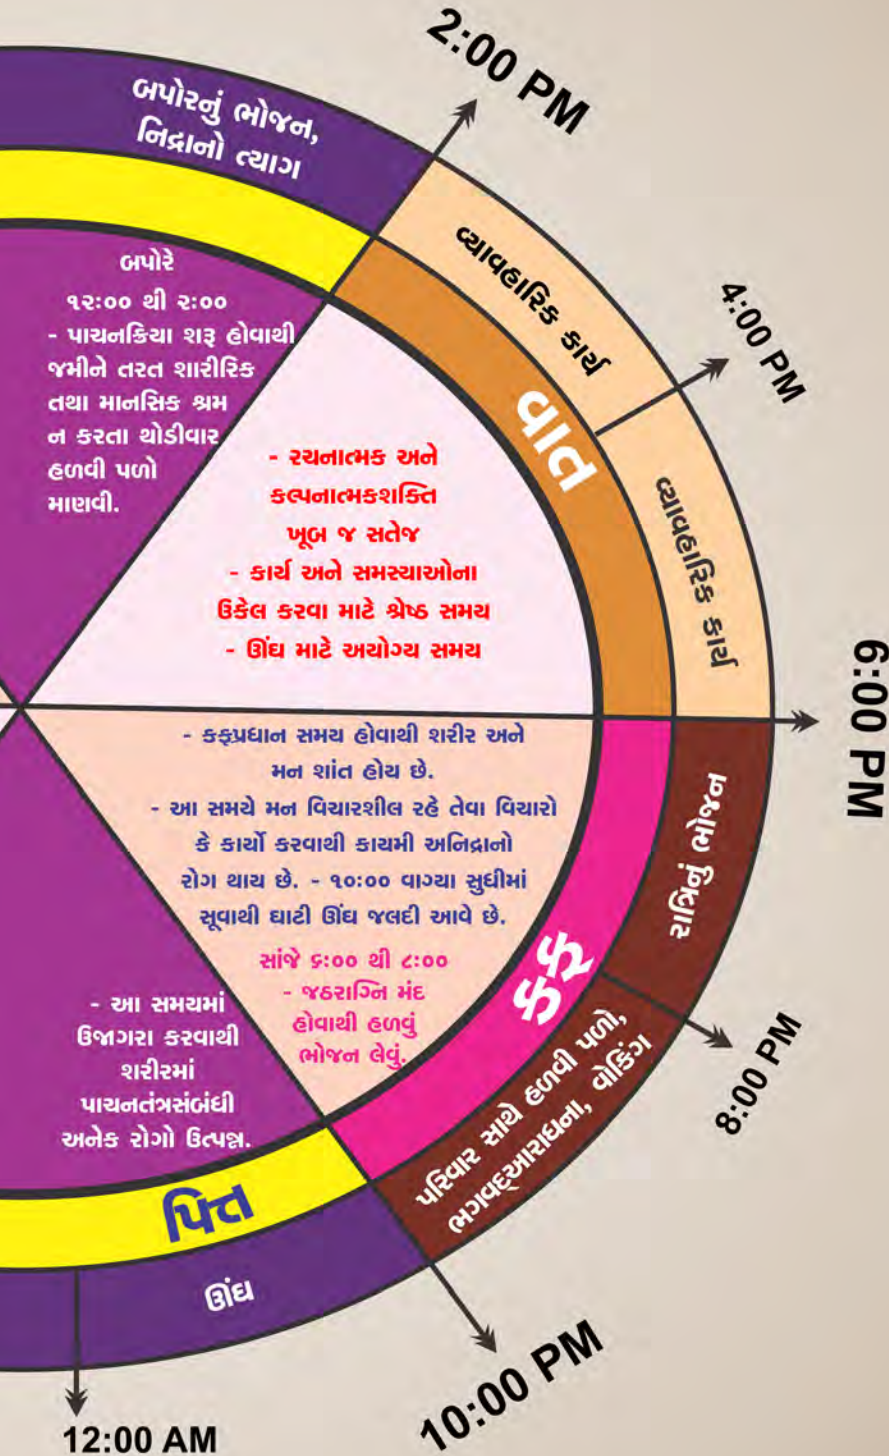 2:00 PM
બપોરનું ભોજન,
નિદ્રાનો ત્યાગ
વ્યાવહારિક કાર્ય
4:00 PM
વાત
વ્યાવહારિક કાર્ય
6:00 PM
બપોરે
૧૨:૦૦ થી ૨:૦૦
- પાચનક્રિયા શરૂ હોવાથી
જમીને તરત શારીરિક
તથા માનસિક શ્રમ
ન કરતા થોડીવાર
હળવી પળો
માણવી.
- રચનાત્મક અને
કલ્પનાત્મકશક્તિ
ખૂબ જ સતેજ
- કાર્ય અને સમસ્યાઓના
ઉકેલ કરવા માટે શ્રેષ્ઠ સમય
- ઊંઘ માટે અયોગ્ય સમય
- કફપ્રધાન સમય હોવાથી શરીર અને
મન શાંત હોય છે.
- આ સમયે મન વિચારશીલ રહે તેવા વિચારો
કે કાર્યો કરવાથી કાયમી અનિદ્રાનો
રોગ થાય છે. - ૧૦:૦૦ વાગ્યા સુધીમાં
સૂવાથી ઘાટી ઊંઘ જલદી આવે છે.
સાંજે ૬:૦૦ થી ૮:૦૦
- જઠરાગ્નિ મંદ
હોવાથી હળવું
ભોજન લેવું.
રાત્રિનું ભોજન
કફ
8:00 PM
પરિવાર સાથે હળવી પળો,
ભગવદ્આરાધના, વોકિંગ
- આ સમયમાં
ઉજાગરા કરવાથી
શરીરમાં
પાચનતંત્રસંબંધી
અનેક રોગો ઉત્પન્ન.
પિત્ત
ઊંઘ
10:00 PM
12:00 AM